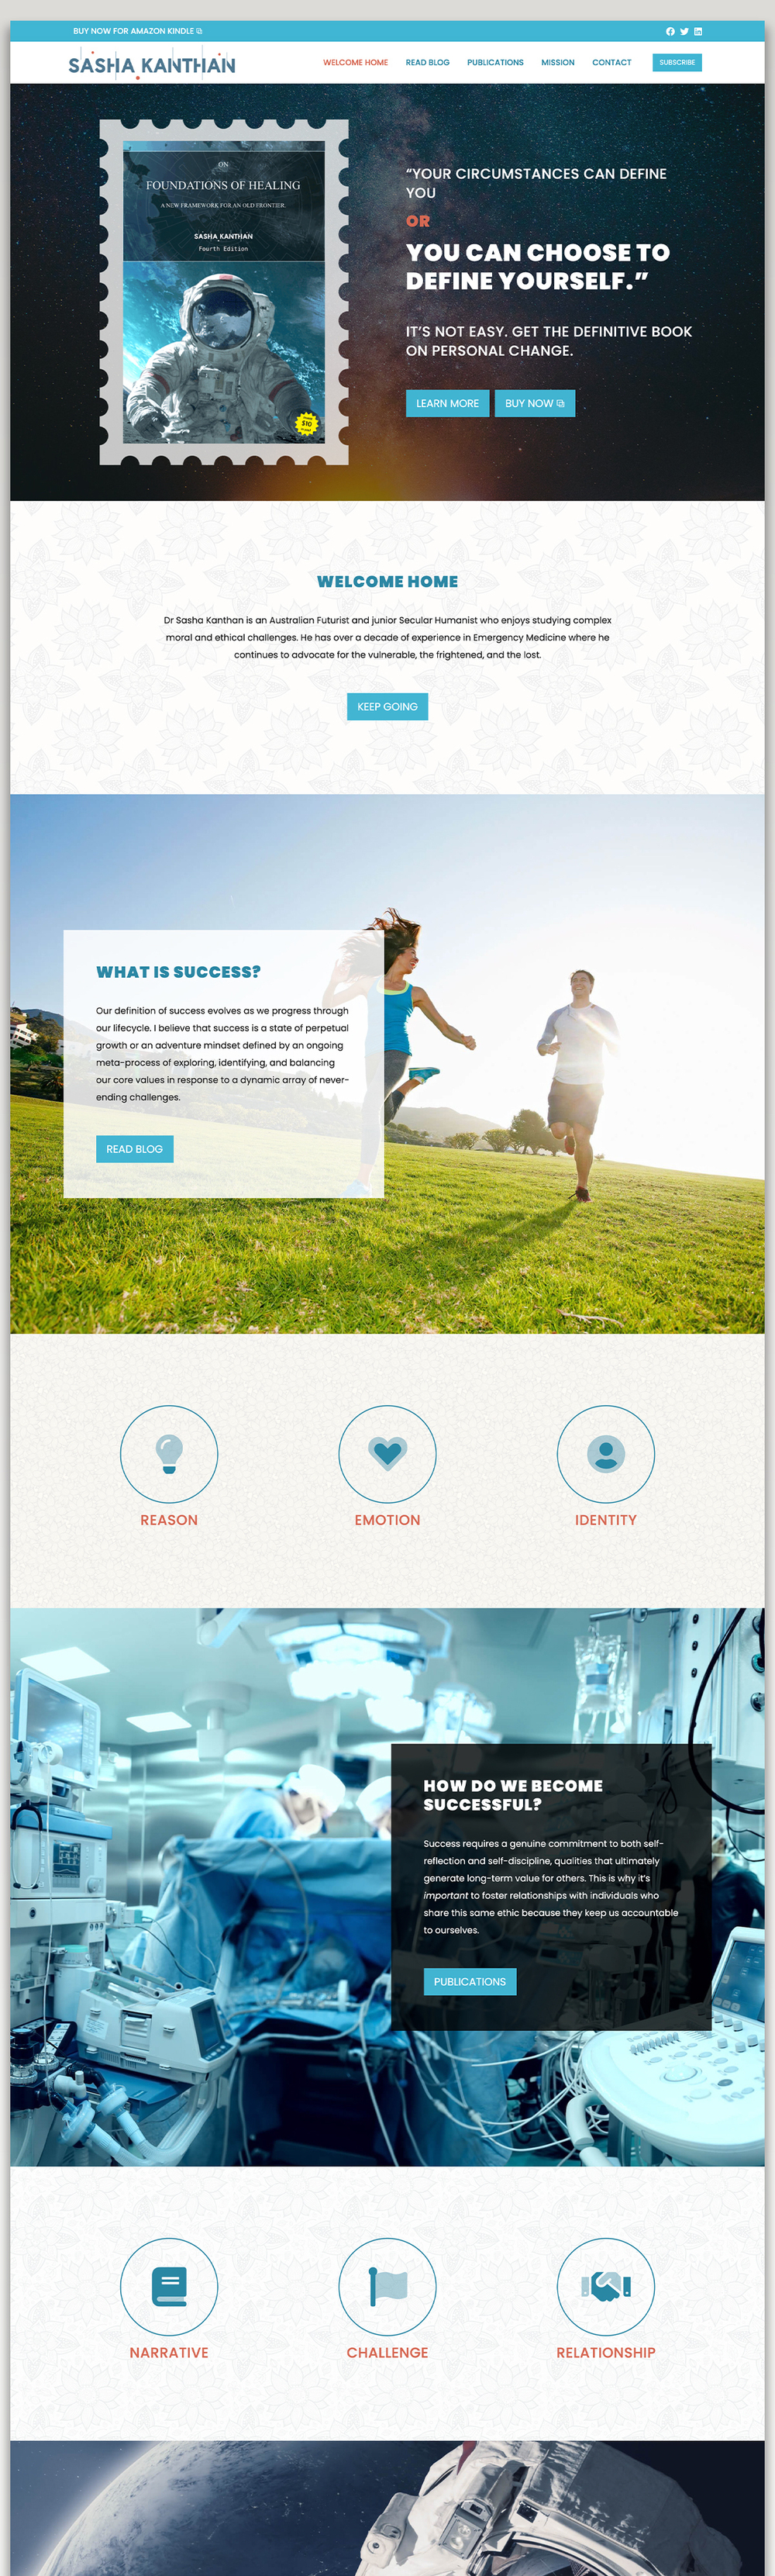 BUY NOW FOR AMAZON KINDLE
SASHA KANTHAN
WELCOME HOME READ BLOG PUBLICATIONS MISSION CONTACT SUBSCRIBE
ON
FOUNDATIONS OF HEALING
A NEW FRAMEWORK FOR AN OLD FRONTIER.
SASHA KANTHAN
Fourth Edition
$10
“YOUR CIRCUMSTANCES CAN DEFINE
YOU
OR
YOU CAN CHOOSE TO
DEFINE YOURSELF.”
IT’S NOT EASY. GET THE DEFINITIVE BOOK
ON PERSONAL CHANGE.
LEARN MORE BUY NOW
WELCOME HOME
Dr Sasha Kanthan is an Australian Futurist and junior Secular Humanist who enjoys studying complex
moral and ethical challenges. He has over a decade of experience in Emergency Medicine where he
continues to advocate for the vulnerable, the frightened, and the lost.
KEEP GOING
WHAT IS SUCCESS?
Our definition of success evolves as we progress through
our lifecycle. I believe that success is a state of perpetual
growth or an adventure mindset defined by an ongoing
meta-process of exploring, identifying, and balancing
our core values in response to a dynamic array of never-
ending challenges.
READ BLOG
REASON EMOTION IDENTITY
HOW DO WE BECOME
SUCCESSFUL?
Success requires a genuine commitment to both self-
reflection and self-discipline, qualities that ultimately
generate long-term value for others. This is why it’s
important to foster relationships with individuals who
share this same ethic because they keep us accountable
to ourselves.
PUBLICATIONS
NARRATIVE CHALLENGE RELATIONSHIP